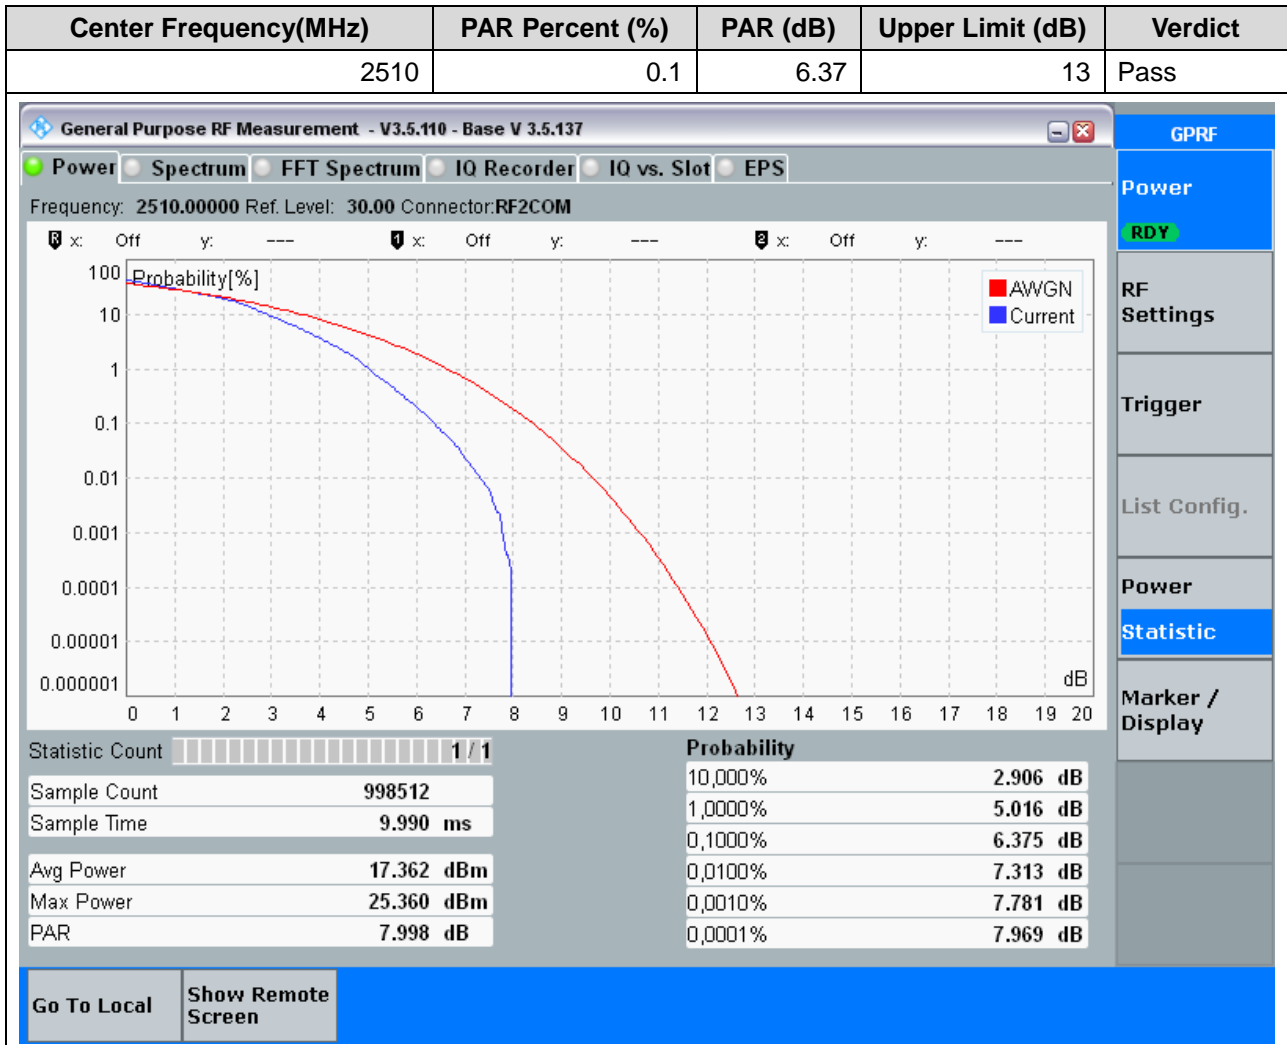 Center Frequency(MHz) PAR Percent (%) PAR (dB) Upper Limit (dB) Verdict
2510 0.1 6.37 13 Pass
General Purpose RF Measurement - V3.5.110 - Base V 3.5.137
GPRF
Power Spectrum FFT Spectrum IQ Recorder IQ vs. Slot EPS
Frequency: 2510.00000 Ref. Level: 30.00 Connector:RF2COM
R x: Off y: --- 1 x: Off y: --- 2 x: Off y: ---
Probability[%]
100
10
1
0.1
0.01
0.001
0.0001
0.00001
0.000001
AWGN
Current
dB
0 1 2 3 4 5 6 7 8 9 10 11 12 13 14 15 16 17 18 19 20
Statistic Count 1 / 1
Sample Count 998512
Sample Time 9.990 ms
Avg Power 17.362 dBm
Max Power 25.360 dBm
PAR 7.998 dB
Probability
10,000% 2.906 dB
1,0000% 5.016 dB
0,1000% 6.375 dB
0,0100% 7.313 dB
0,0010% 7.781 dB
0,0001% 7.969 dB
Power
RDY
RF
Settings
Trigger
List Config.
Power
Statistic
Marker /
Display
Go To Local
Show Remote
Screen